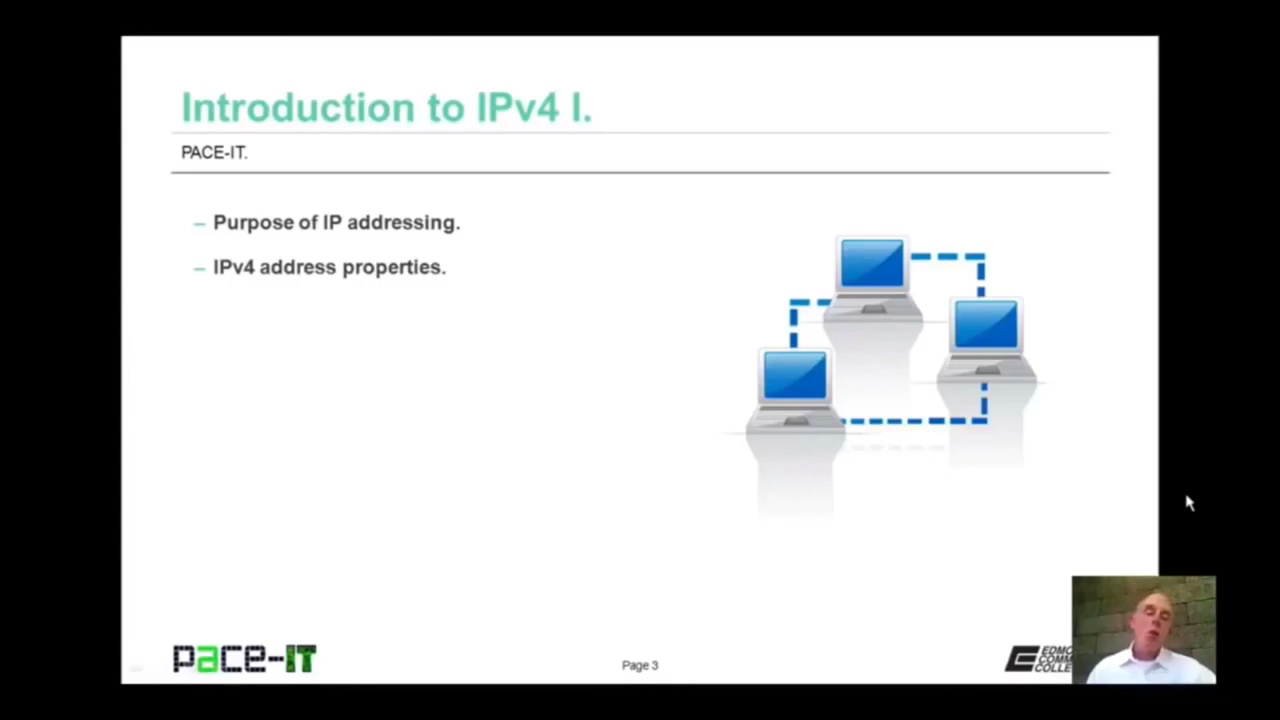 Introduction to IPv4 I.
PACE-IT.
– Purpose of IP addressing.
– IPv4 address properties.
pace-IT
Page 3